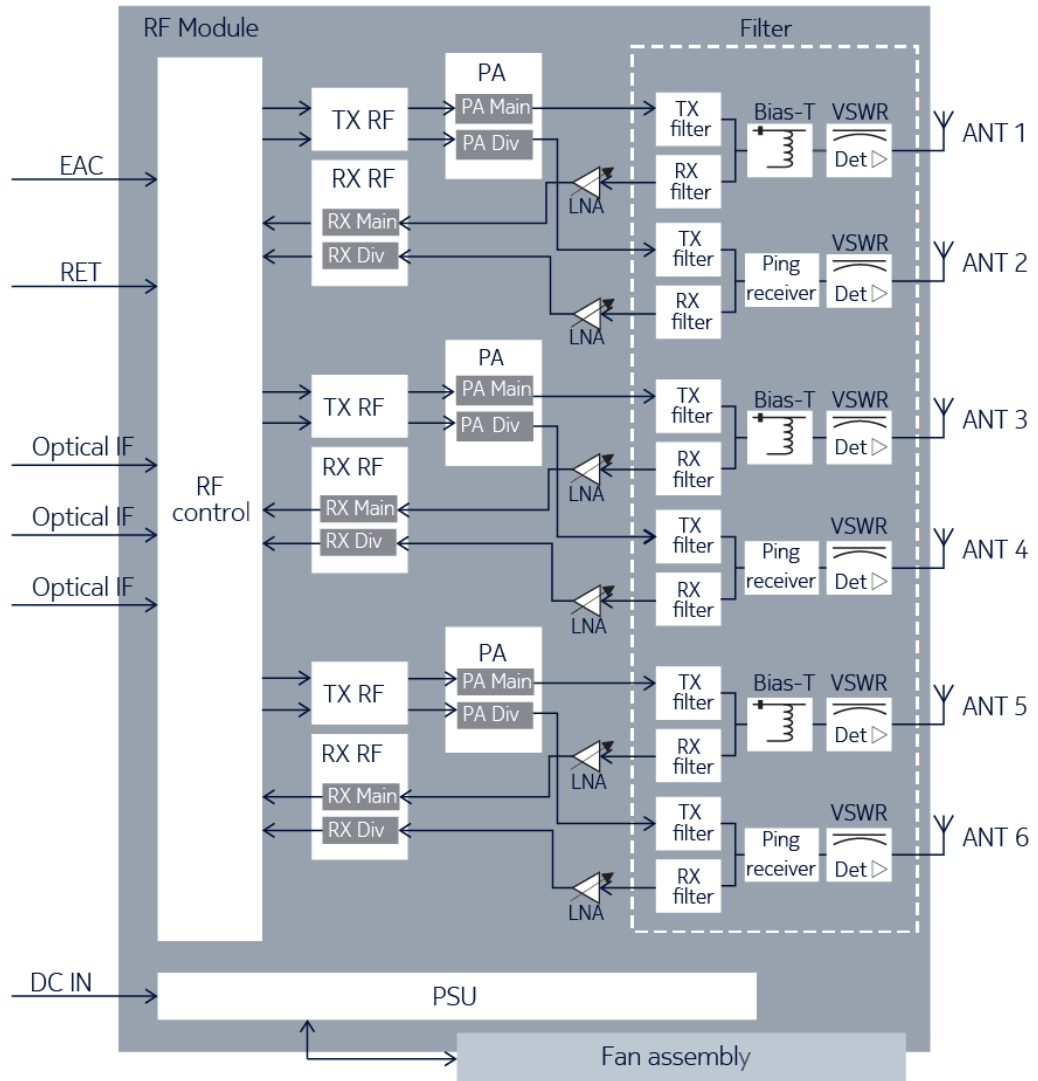 RF Module
Filter
PA
PA Main
PA Div
TX RF
RX RF
RX Main
RX Div
LNA
LNA
TX
filter
RX
filter
Bias-T
VSWR
Det
ANT 1
TX
filter
RX
filter
Ping
receiver
VSWR
Det
ANT 2
EAC
RET
Optical IF
Optical IF
Optical IF
RF
control
PA
PA Main
PA Div
TX RF
RX RF
RX Main
RX Div
LNA
LNA
TX
filter
RX
filter
Bias-T
VSWR
Det
ANT 3
TX
filter
RX
filter
Ping
receiver
VSWR
Det
ANT 4
PA
PA Main
PA Div
TX RF
RX RF
RX Main
RX Div
LNA
LNA
TX
filter
RX
filter
Bias-T
VSWR
Det
ANT 5
TX
filter
RX
filter
Ping
receiver
VSWR
Det
ANT 6
DC IN
PSU
Fan assembly